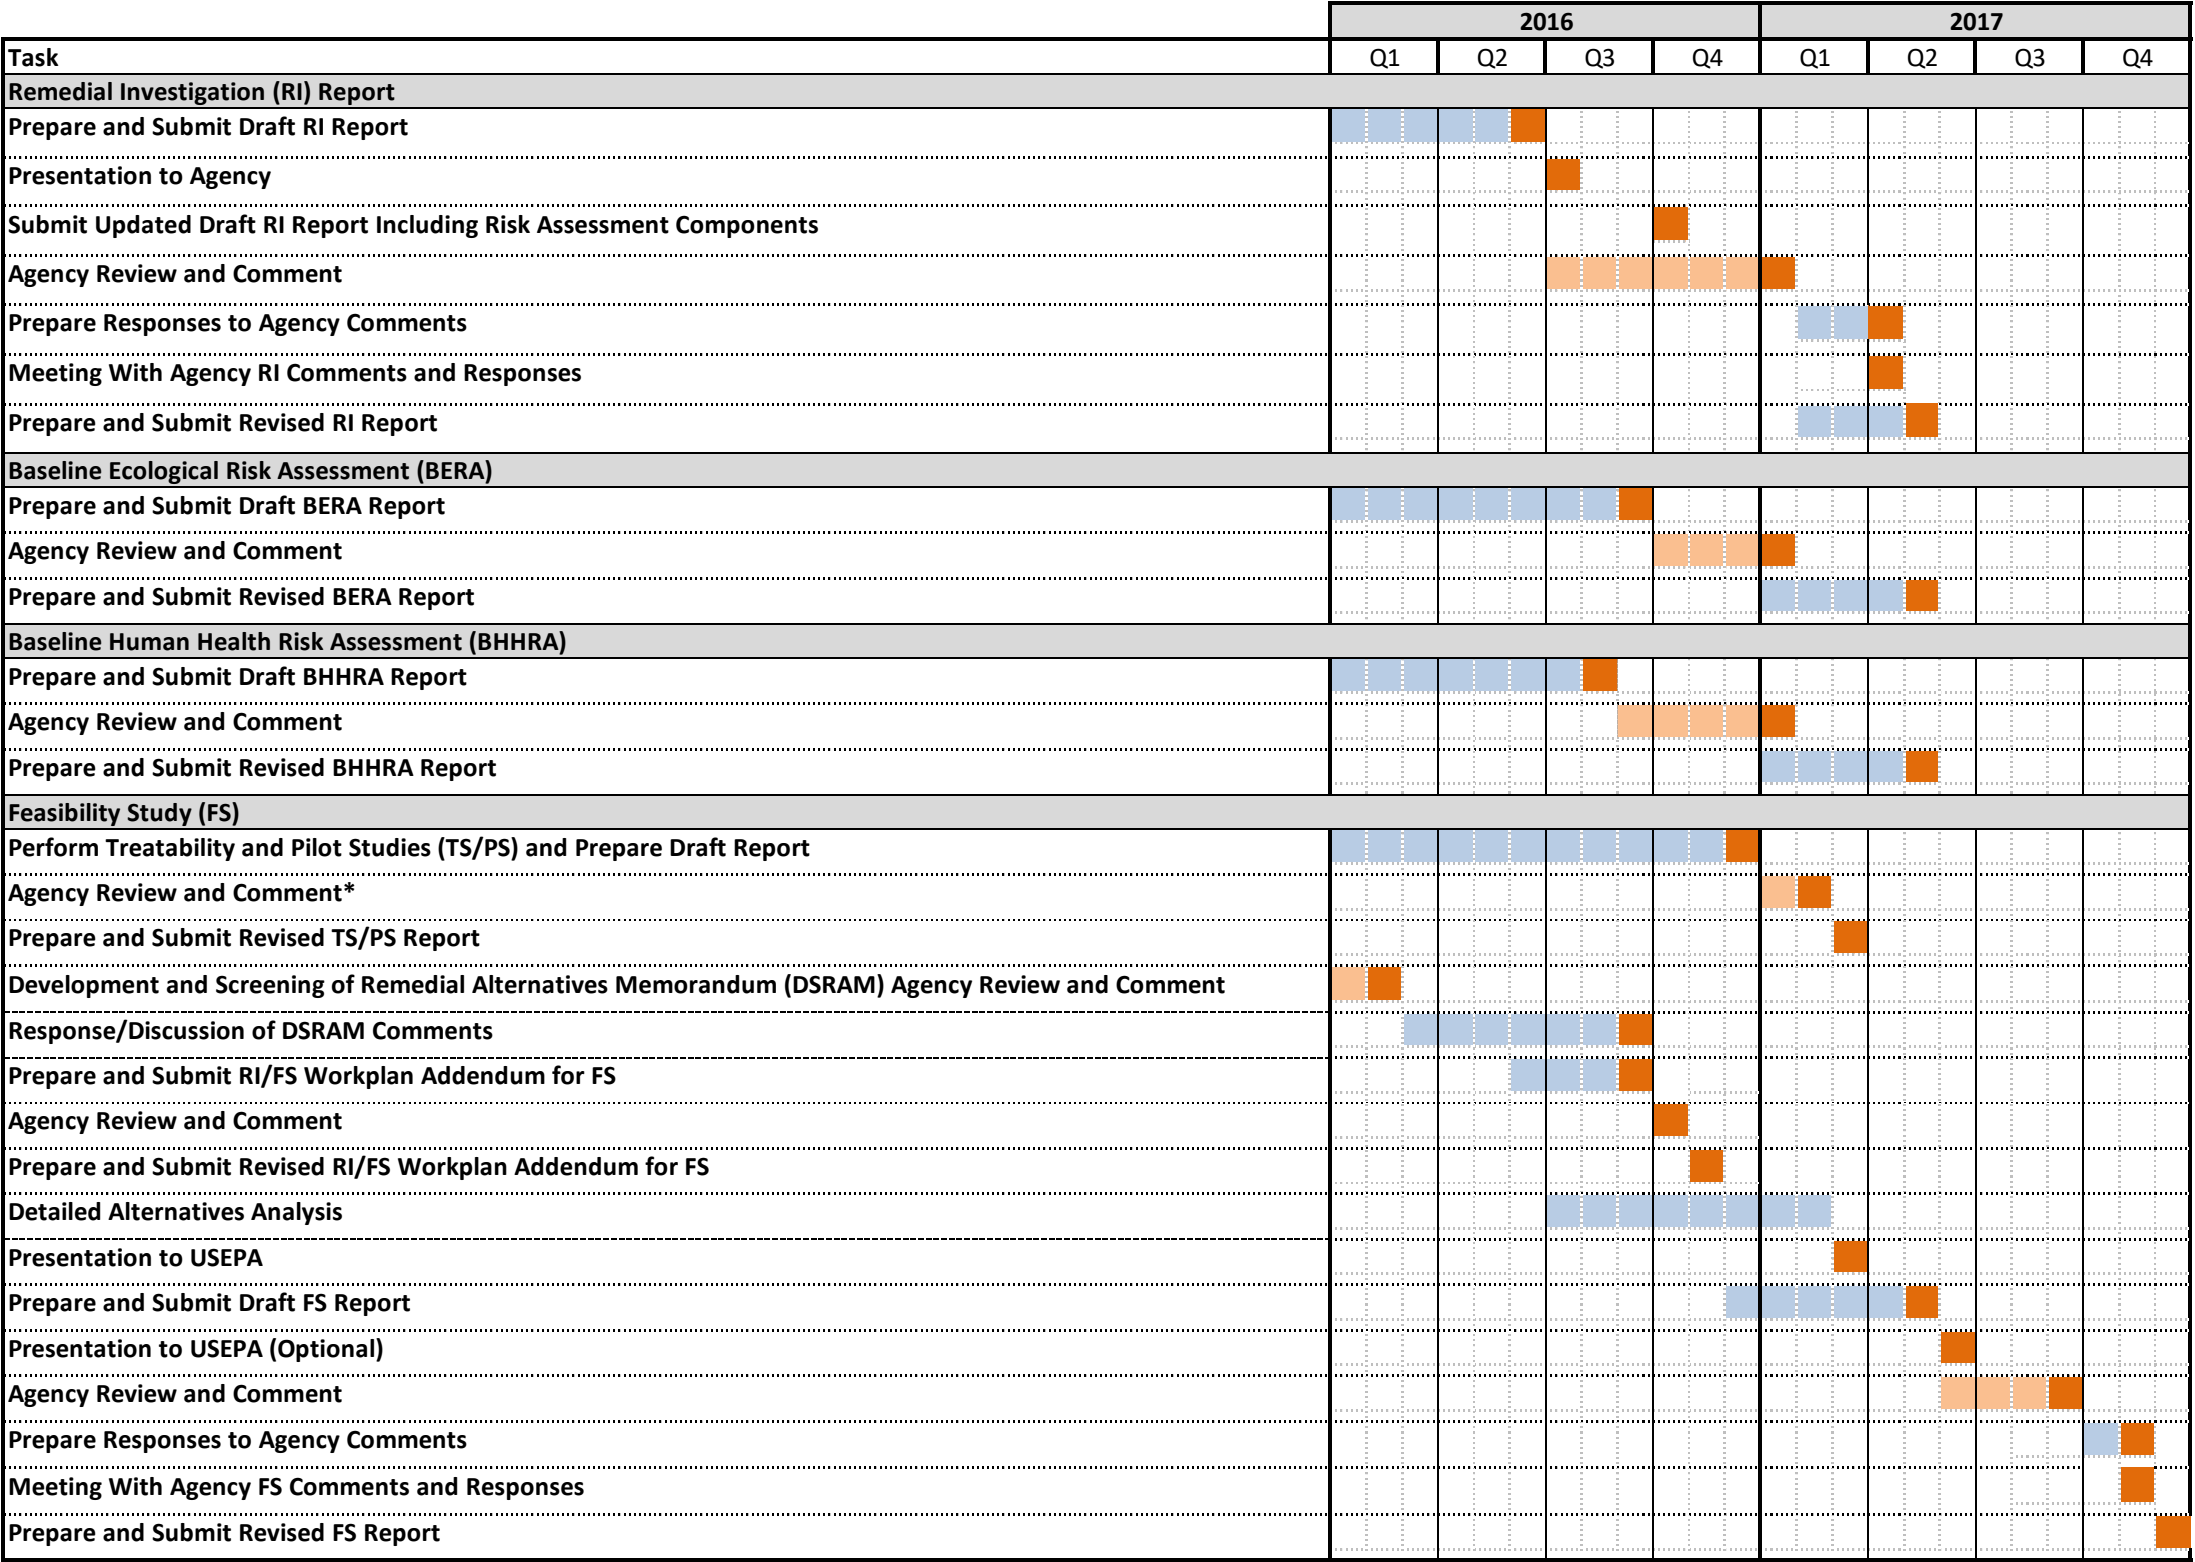 2016 2017
Task Q1 Q2 Q3 Q4 Q1 Q2 Q3 Q4
Remedial Investigation (RI) Report
Prepare and Submit Draft RI Report
Presentation to Agency
Submit Updated Draft RI Report Including Risk Assessment Components
Agency Review and Comment
Prepare Responses to Agency Comments
Meeting With Agency RI Comments and Responses
Prepare and Submit Revised RI Report
Baseline Ecological Risk Assessment (BERA)
Prepare and Submit Draft BERA Report
Agency Review and Comment
Prepare and Submit Revised BERA Report
Baseline Human Health Risk Assessment (BHHRA)
Prepare and Submit Draft BHHRA Report
Agency Review and Comment
Prepare and Submit Revised BHHRA Report
Feasibility Study (FS)
Perform Treatability and Pilot Studies (TS/PS) and Prepare Draft Report
Agency Review and Comment*
Prepare and Submit Revised TS/PS Report
Development and Screening of Remedial Alternatives Memorandum (DSRAM) Agency Review and Comment
Response/Discussion of DSRAM Comments
Prepare and Submit RI/FS Workplan Addendum for FS
Agency Review and Comment
Prepare and Submit Revised RI/FS Workplan Addendum for FS
Detailed Alternatives Analysis
Presentation to USEPA
Prepare and Submit Draft FS Report
Presentation to USEPA (Optional)
Agency Review and Comment
Prepare Responses to Agency Comments
Meeting With Agency FS Comments and Responses
Prepare and Submit Revised FS Report